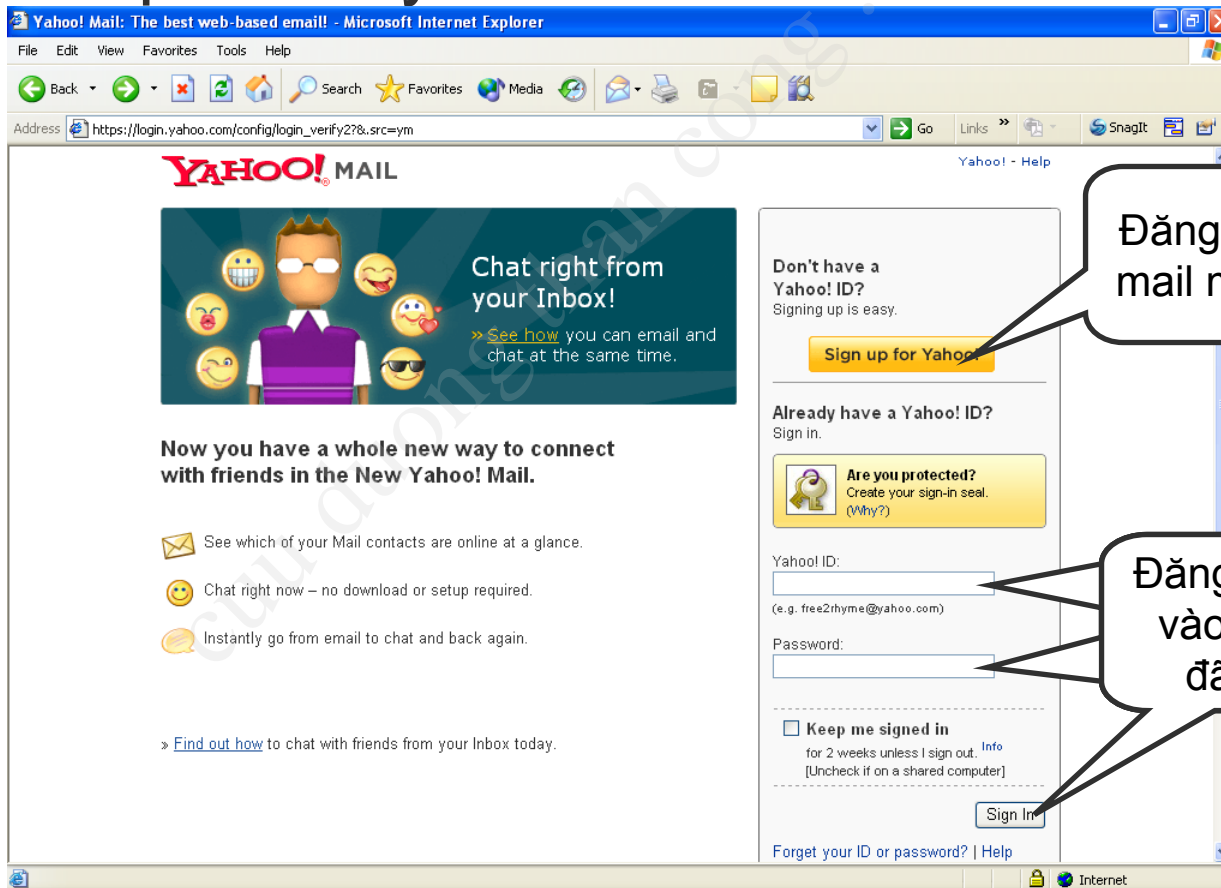 Yahoo! Mail: The best web-based email! - Microsoft Internet Explorer
File Edit View Favorites Tools Help
Back Search Favorites Media
Address https://login.yahoo.com/config/login_verify2?&.src=ym Go Links » SnagIt
YAHOO! MAIL
Yahoo! - Help
Chat right from
your Inbox!
» See how you can email and
chat at the same time.
Now you have a whole new way to connect
with friends in the New Yahoo! Mail.
See which of your Mail contacts are online at a glance.
Chat right now – no download or setup required.
Instantly go from email to chat and back again.
» Find out how to chat with friends from your Inbox today.
Don't have a
Yahoo! ID?
Signing up is easy.
Sign up for Yahoo!
Already have a Yahoo! ID?
Sign in.
Are you protected?
Create your sign-in seal.
(Why?)
Yahoo! ID:
(e.g. free2rhyme@yahoo.com)
Password:
Keep me signed in
for 2 weeks unless I sign out. Info
[Uncheck if on a shared computer]
Sign In
Forget your ID or password? | Help
Đăng
mail
Đăng
vào
Internet
cuu duong than cong